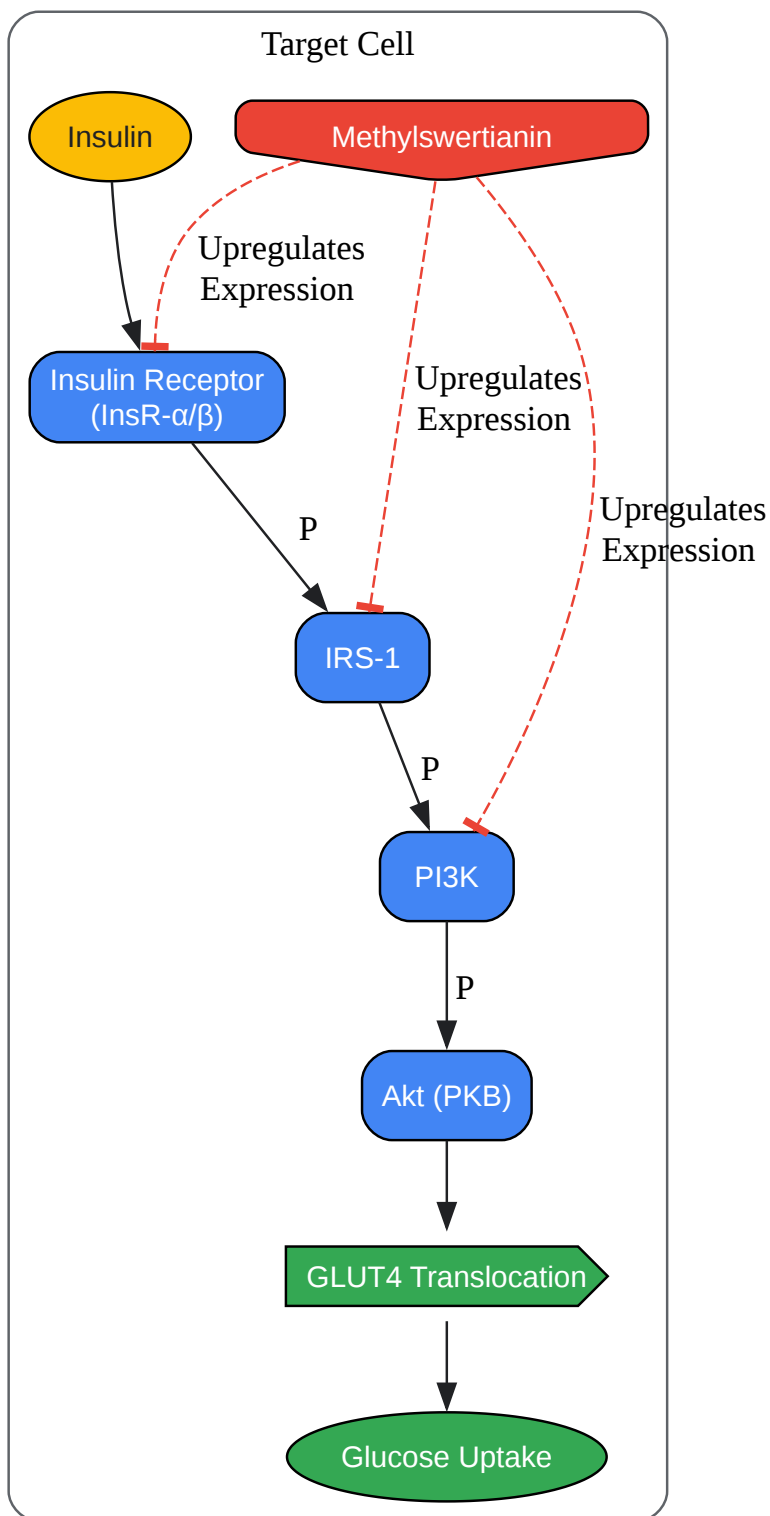 Target Cell
Insulin
Methylswertianin
Upregulates
Expression
Insulin Receptor
(InsR-α/β)
Upregulates
Expression
Upregulates
Expression
P
IRS-1
P
PI3K
P
Akt (PKB)
GLUT4 Translocation
Glucose Uptake